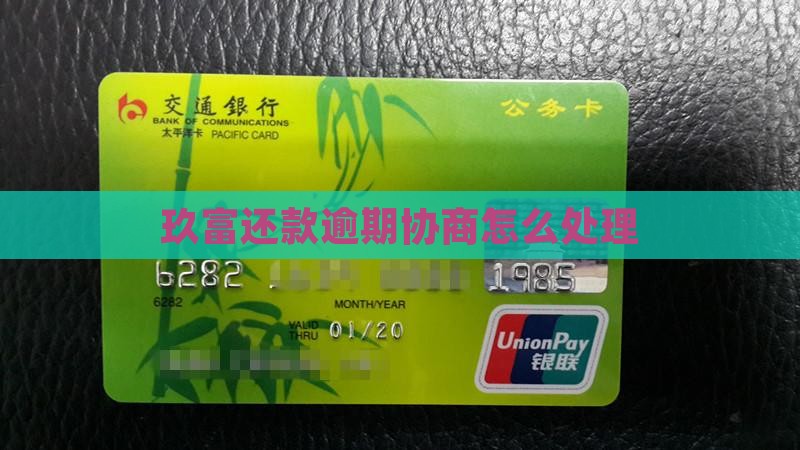 交通銀行
BANK OF COMMUNICATIONS
太平洋卡 PACIFIC CARD
公务卡
玖富还款逾期协商怎么处理
6282 1985
6282
MONTH/YEAR
VALID THRU 01/20
UnionPay
银联